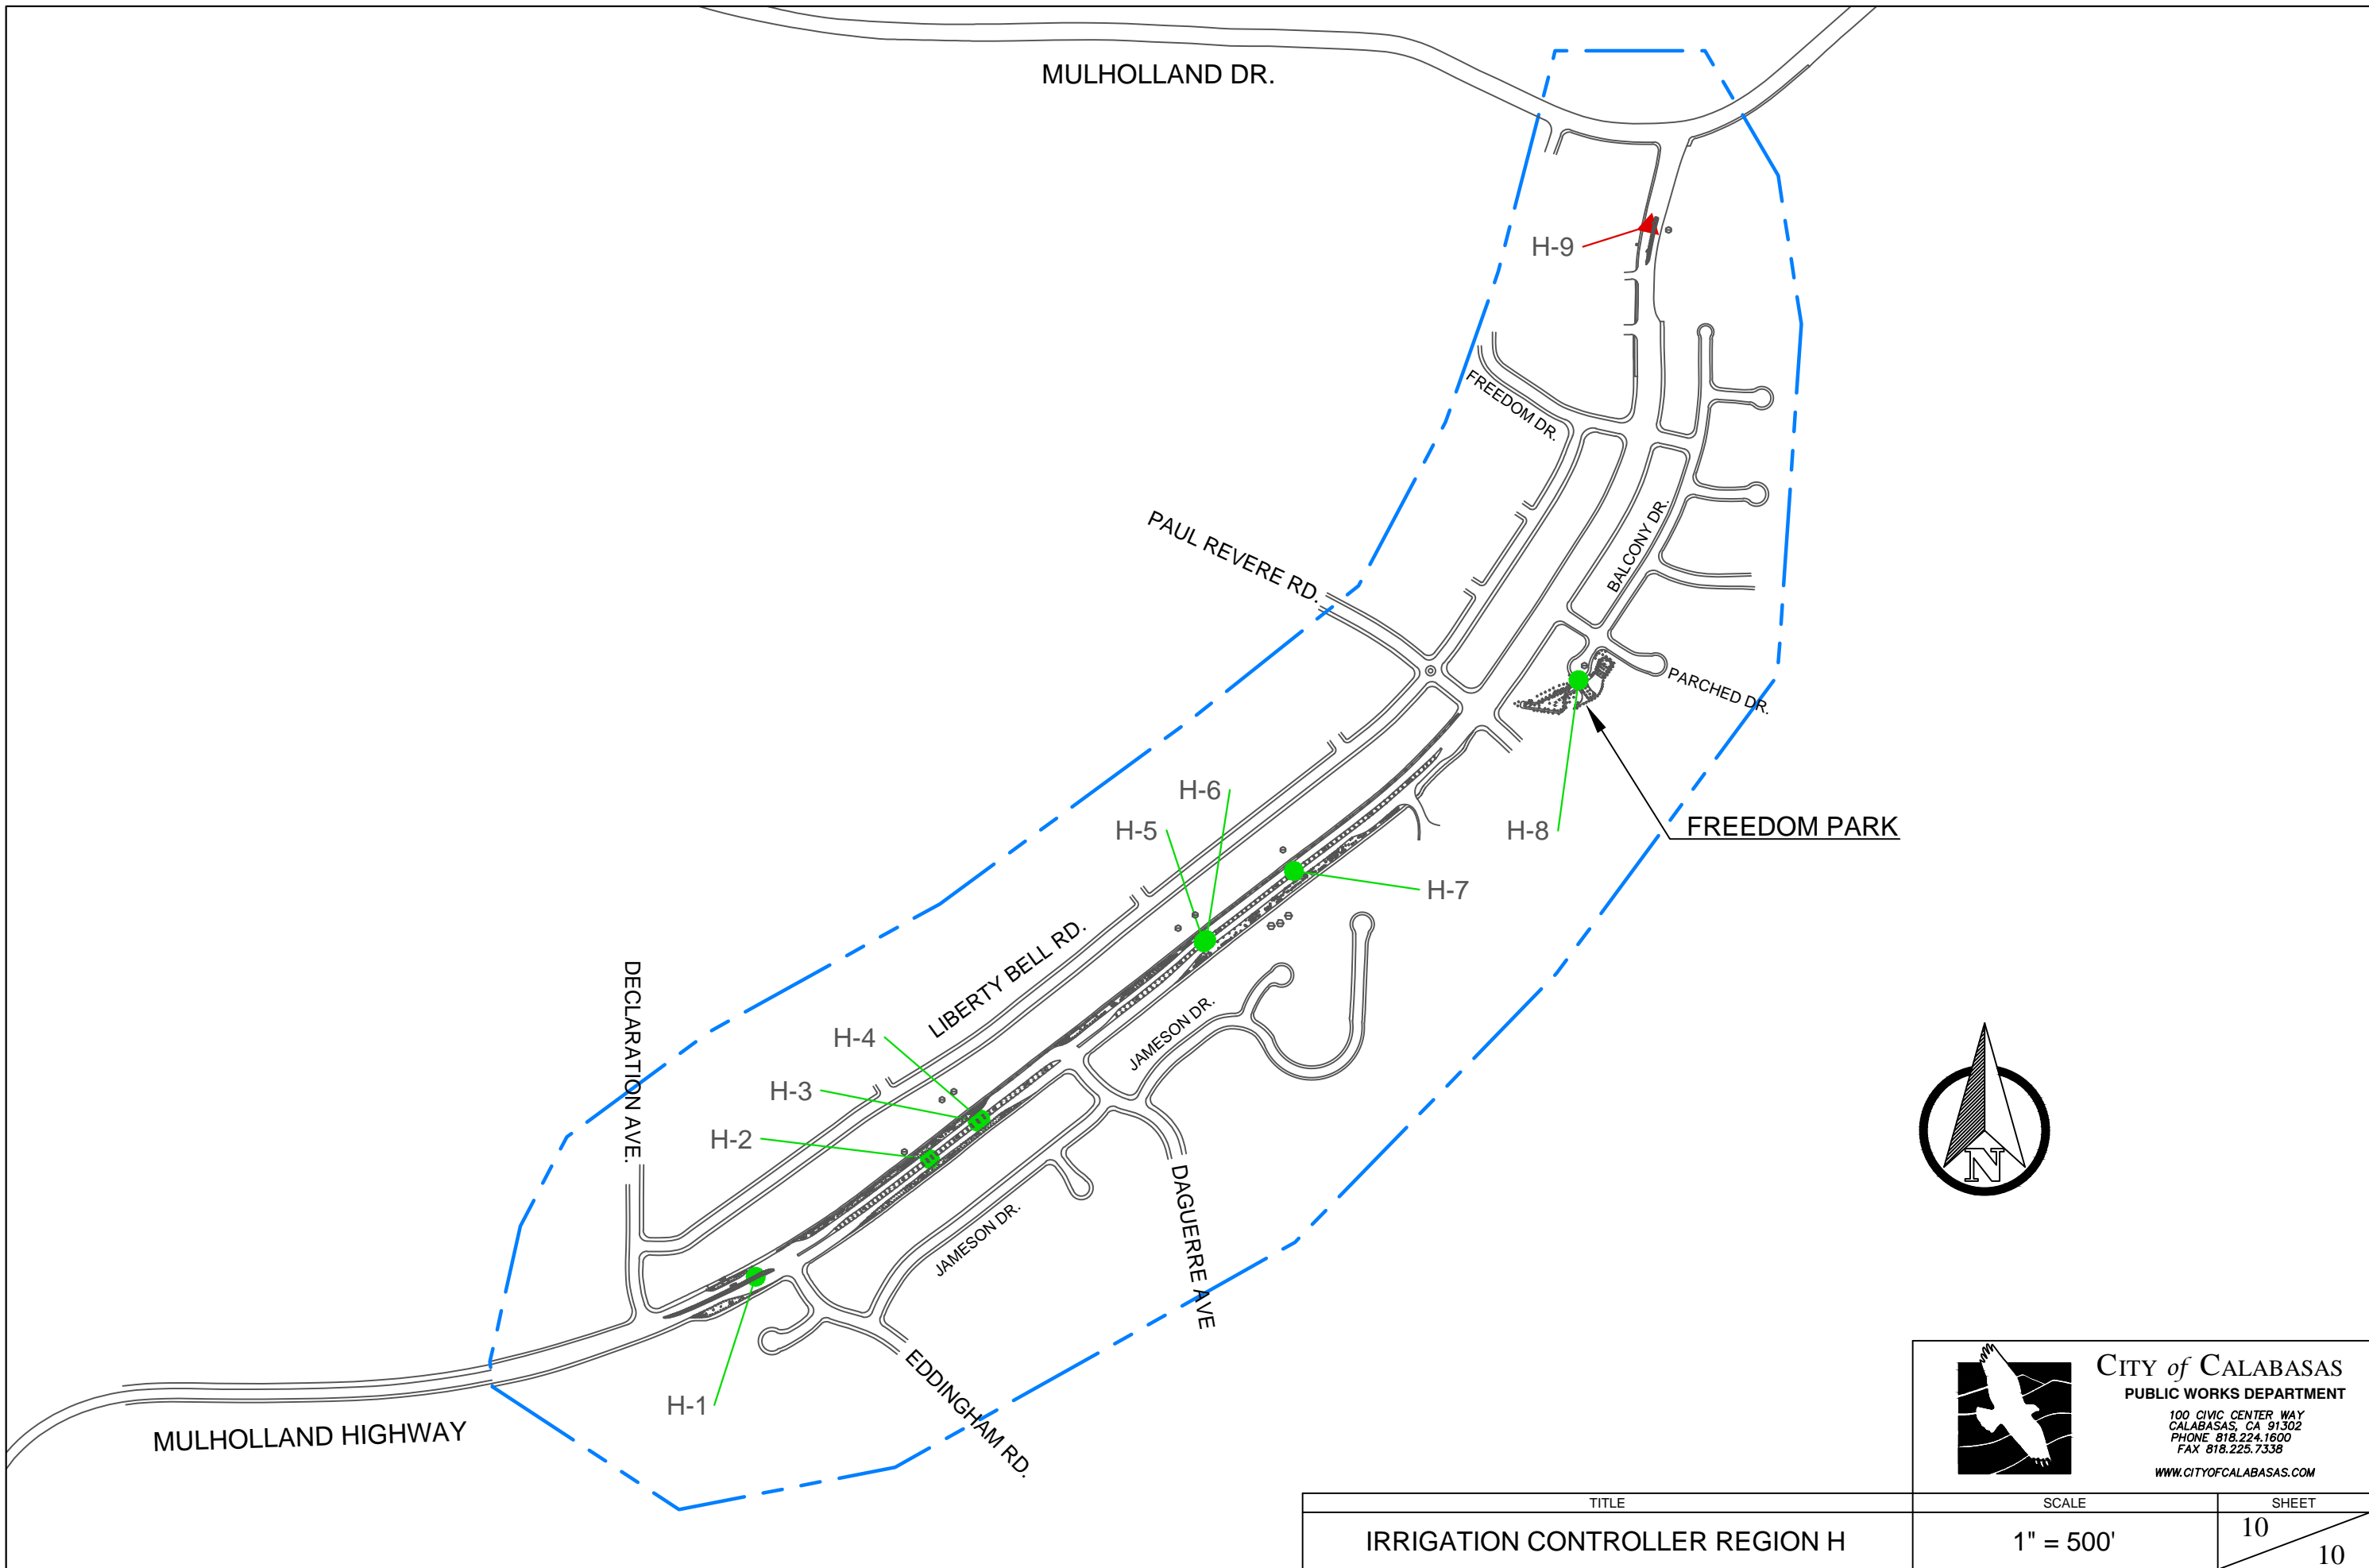 MULHOLLAND DR.
H-9
FREEDOM DR.
PAUL REVERE RD.
BALCONY DR.
PARCHED DR.
H-6
H-5
H-8
FREEDOM PARK
H-7
LIBERTY BELL RD.
DECLARATION AVE.
H-4
JAMESON DR.
H-3
H-2
DAGUERRE AVE
JAMESON DR.
N
H-1
EDDINGHAM RD.
MULHOLLAND HIGHWAY
CITY of CALABASAS
PUBLIC WORKS DEPARTMENT
100 CIVIC CENTER WAY
CALABASAS, CA 91302
PHONE 818.224.1600
FAX 818.225.7338
WWW.CITYOFCALABASAS.COM
TITLE
SCALE
SHEET
IRRIGATION CONTROLLER REGION H
1" = 500'
10
10